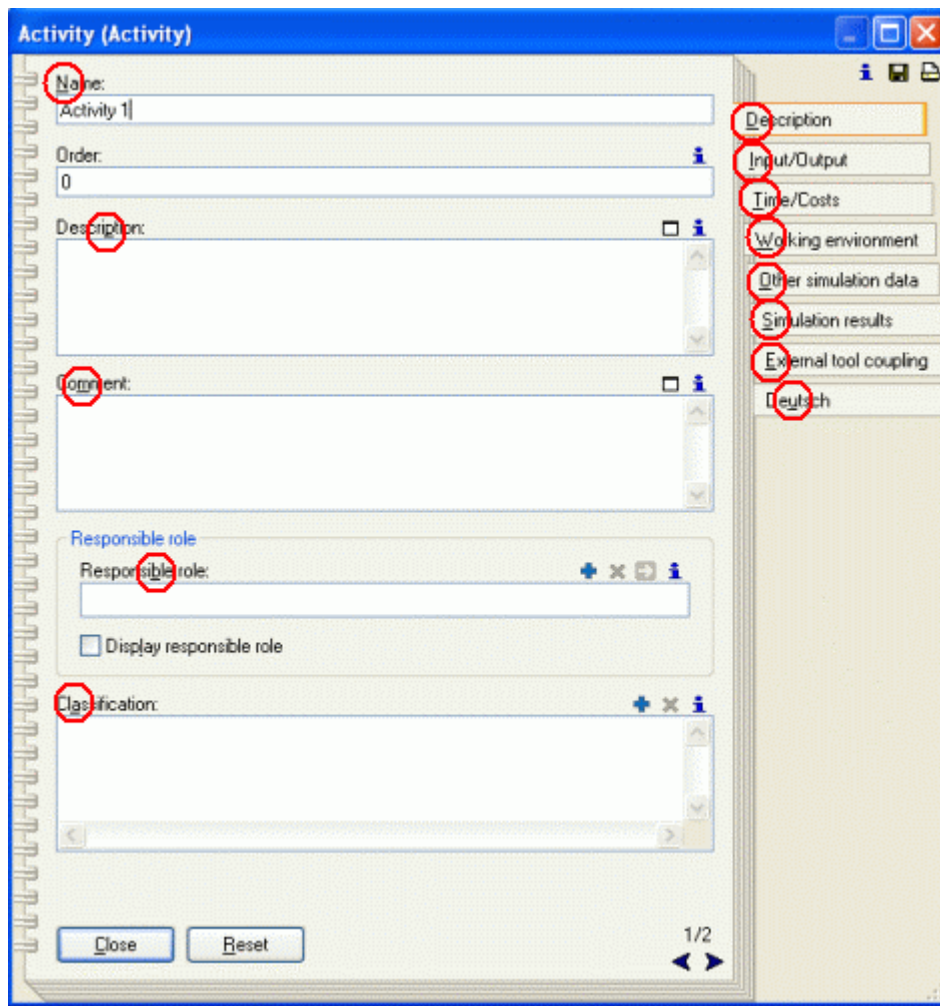 Activity (Activity)
Name:
Activity 1
Order:
0
Description:
Comment:
Responsible role
Responsible role:
Display responsible role
Classification:
Close
Reset
1/2
Description
Input/Output
Time/Costs
Working environment
Other simulation data
Simulation results
External tool coupling
Deutsch